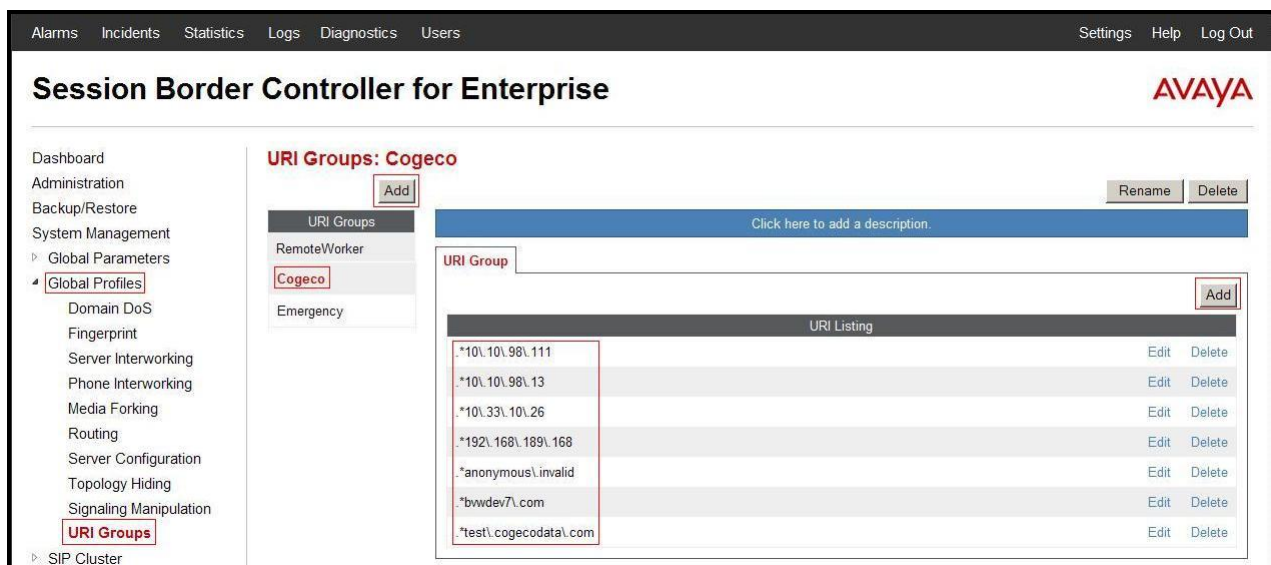 Alarms Incidents Statistics Logs Diagnostics Users Settings Help Log Out
Session Border Controller for Enterprise
AVAYA
Dashboard
Administration
Backup/Restore
System Management
Global Parameters
Global Profiles
Domain DoS
Fingerprint
Server Interworking
Phone Interworking
Media Forking
Routing
Server Configuration
Topology Hiding
Signaling Manipulation
URI Groups
SIP Cluster
URI Groups: Cogeco
Add
Rename Delete
URI Groups
RemoteWorker
Cogeco
Emergency
Click here to add a description.
URI Group
Add
URI Listing
.*10\.10\.98\.111 Edit Delete
.*10\.10\.98\.13 Edit Delete
.*10\.33\.10\.26 Edit Delete
.*192\.168\.189\.168 Edit Delete
.*anonymous\.invalid Edit Delete
.*bvwdev7\.com Edit Delete
.*test\.cogecodata\.com Edit Delete